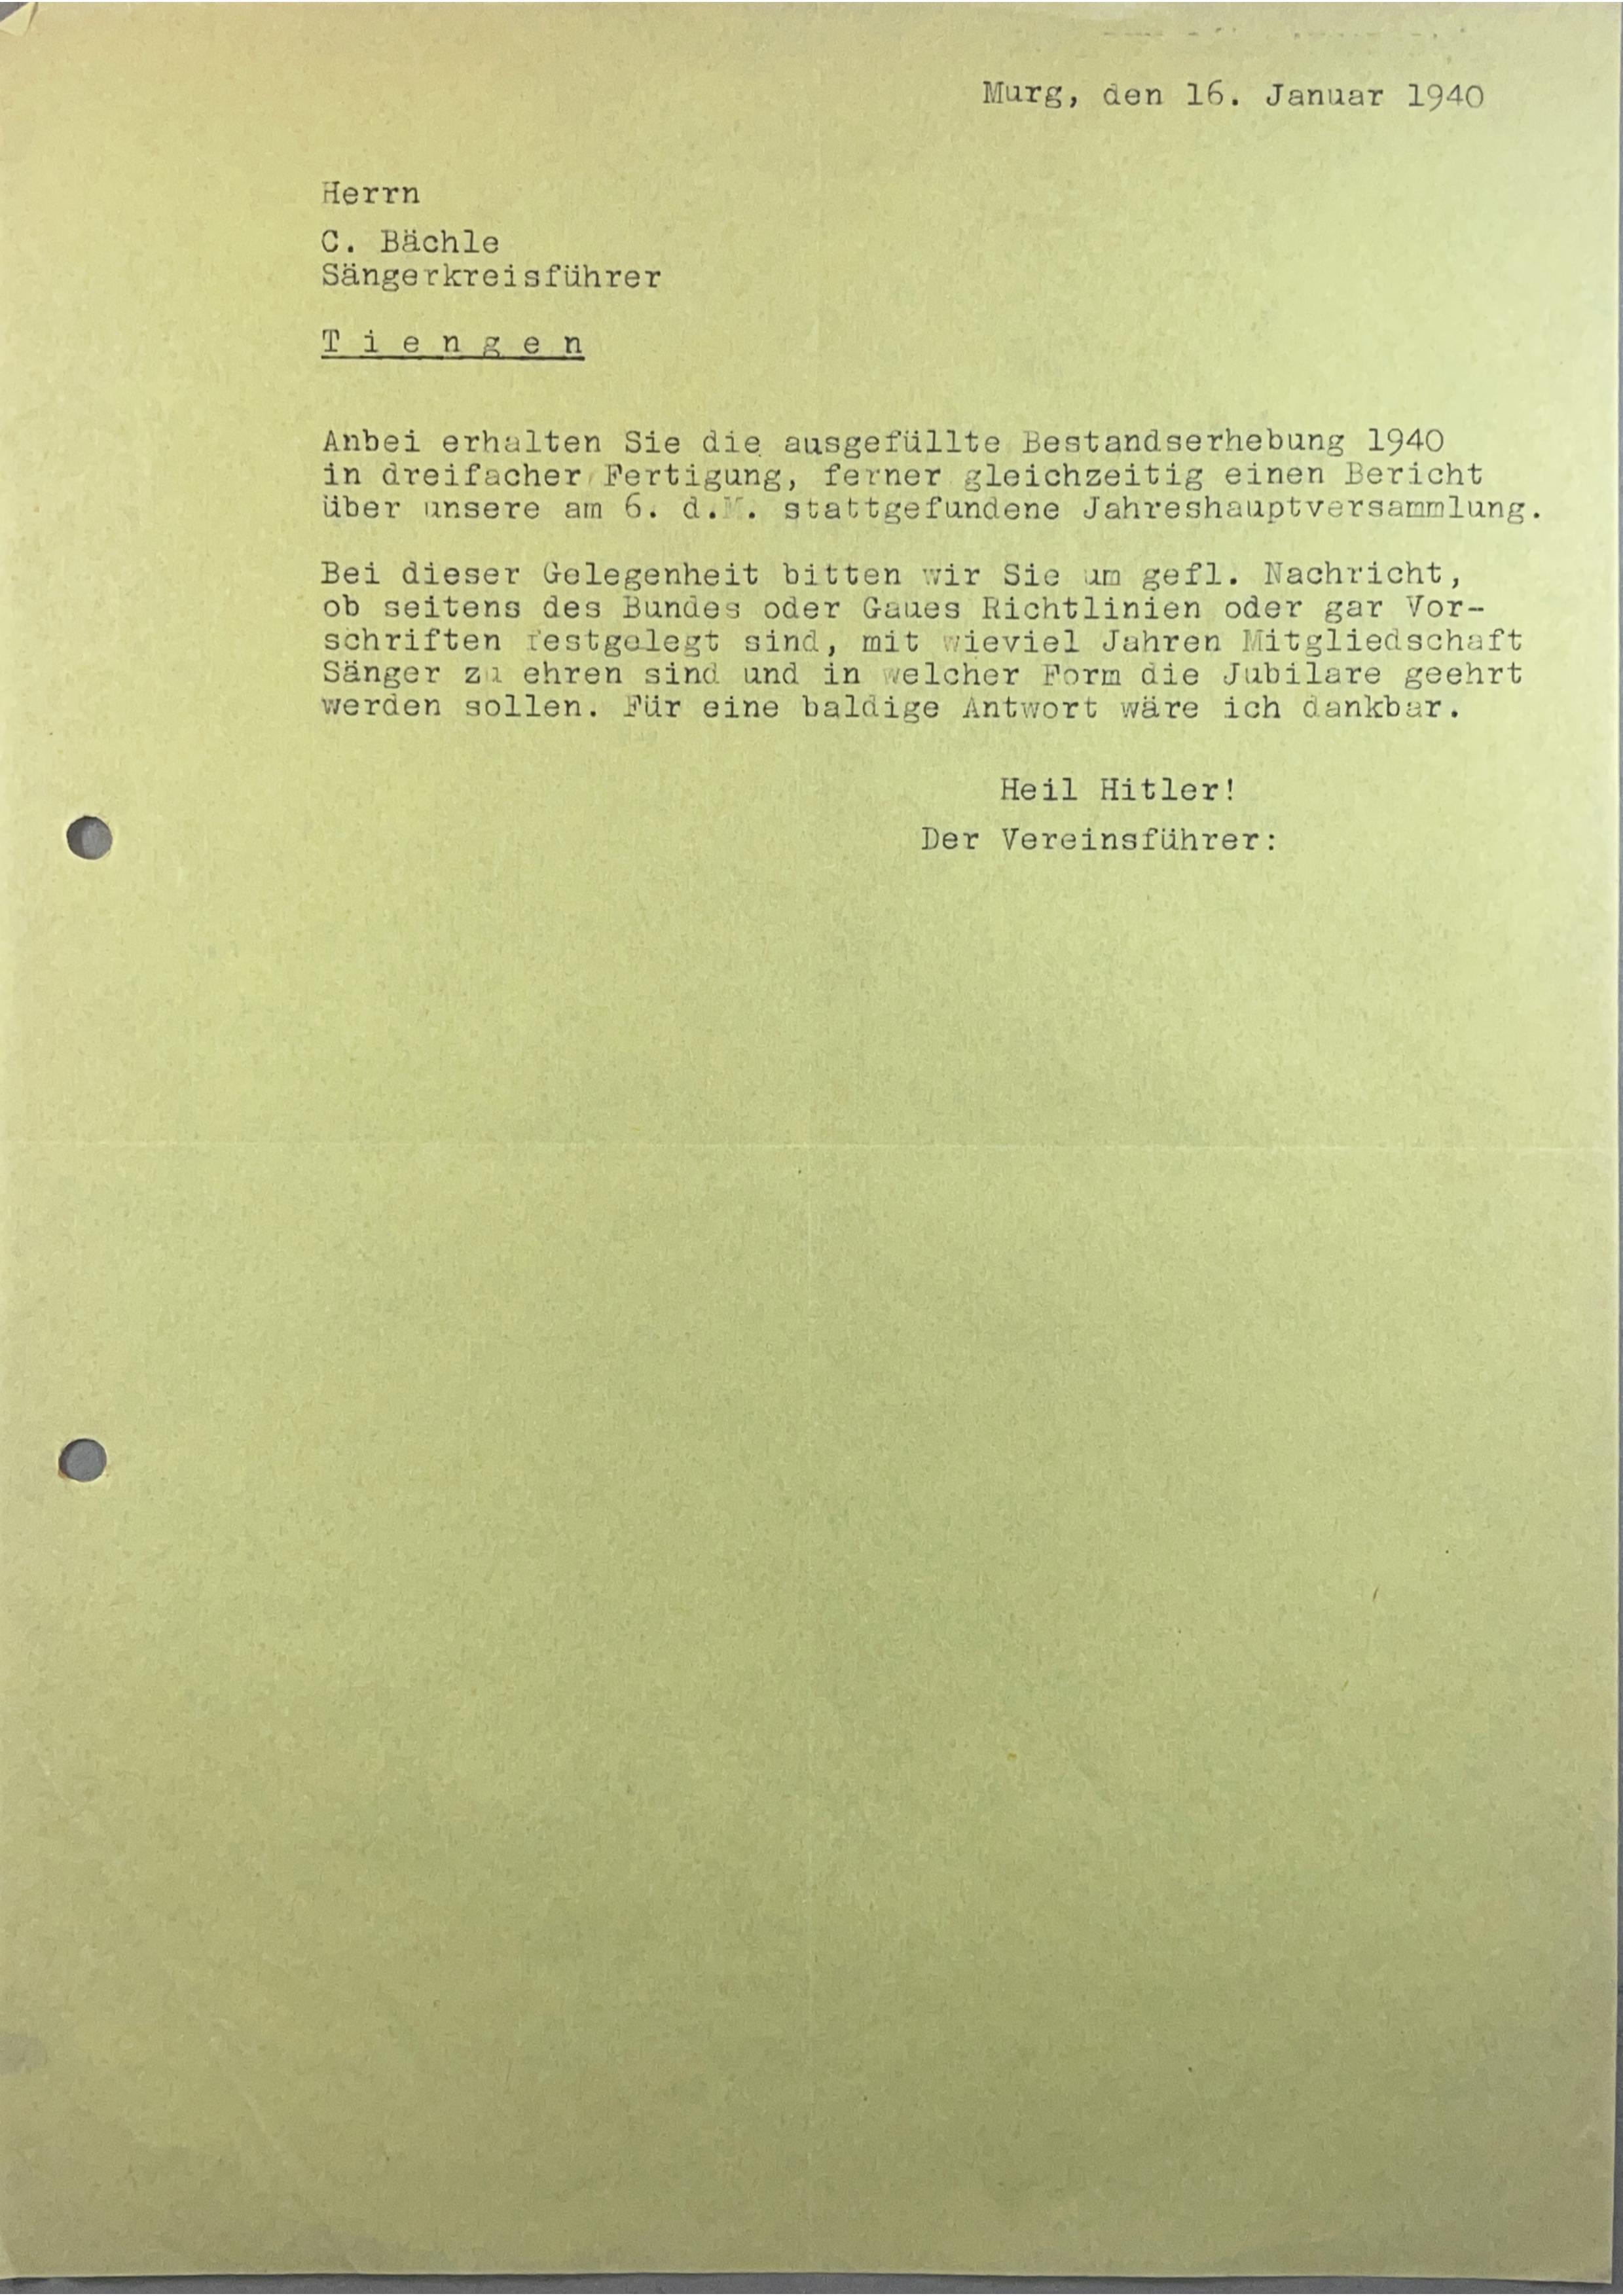 Murg, den 16. Januar 1940
Herrn
C. Bächle
Sängerkreisführer
T i e n g e n
Anbei erhalten Sie die ausgefüllte Bestandserhebung 1940
in dreifacher Fertigung, ferner gleichzeitig einen Bericht
über unsere am 6. d.M. stattgefundene Jahreshauptversammlung.
Bei dieser Gelegenheit bitten wir Sie um gefl. Nachricht,
ob seitens des Bundes oder Gaues Richtlinien oder gar Vor-
schriften festgelegt sind, mit wieviel Jahren Mitgliedschaft
Sänger zu ehren sind und in welcher Form die Jubilare geehrt
werden sollen. Für eine baldige Antwort wäre ich dankbar.
Heil Hitler!
Der Vereinsführer: